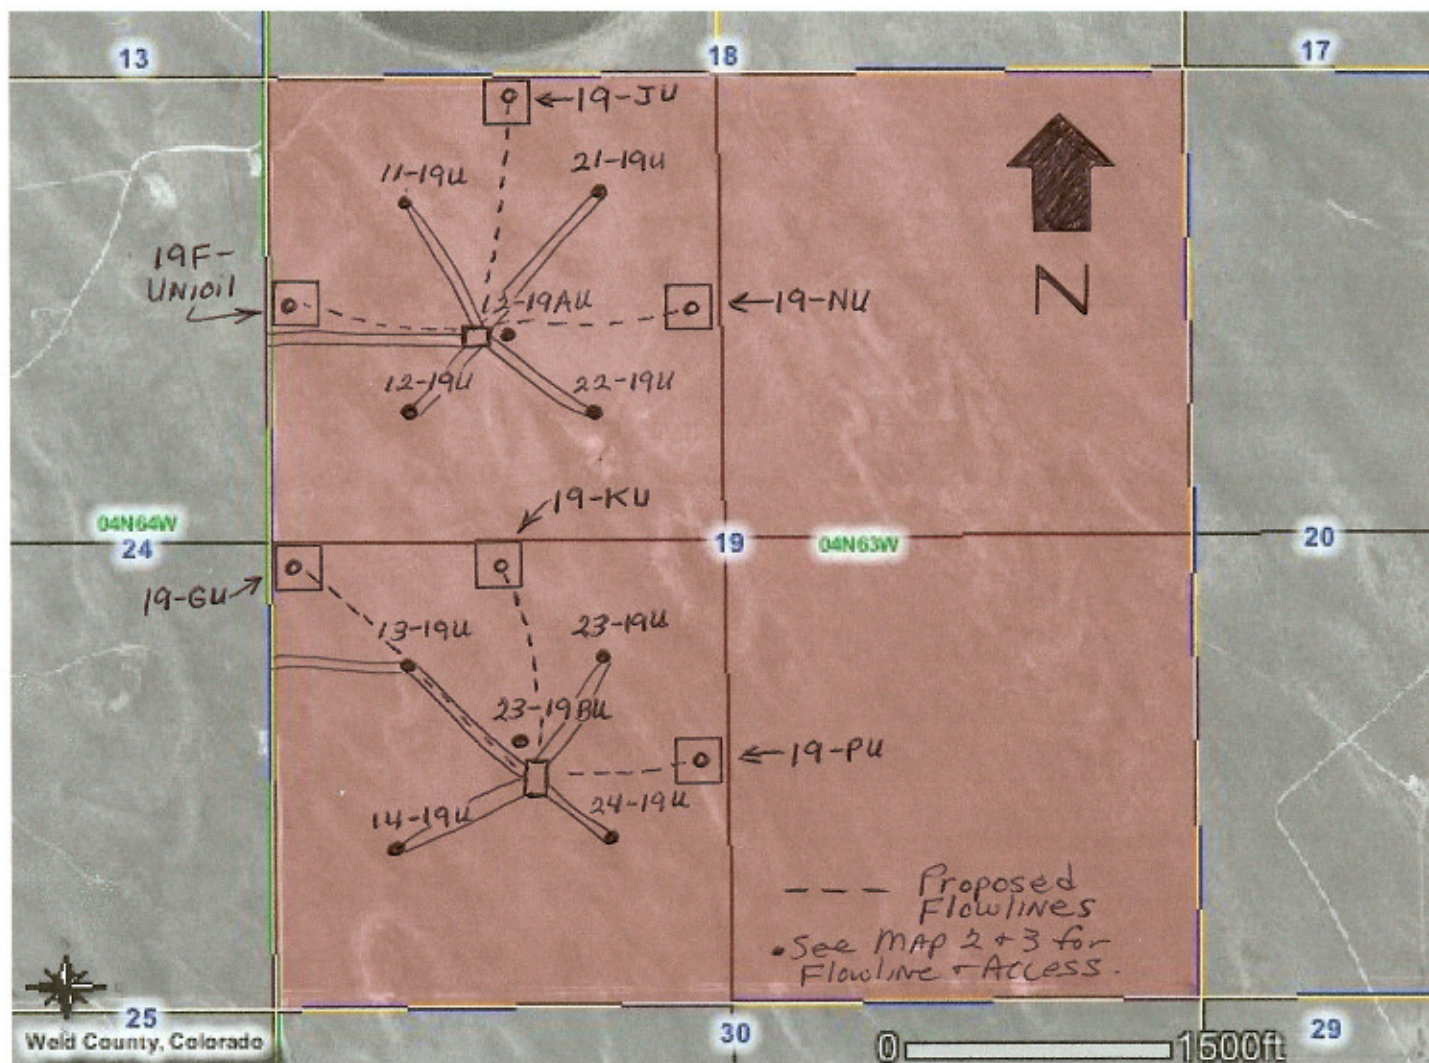 13
18
17
19-JU
11-19U
21-19U
19F-
UNIOIL
12-19AU
19-NU
N
12-19U
22-19U
19-KU
04N64W
24
19
04N63W
20
19-GU
13-19U
23-19U
23-19BU
19-PU
14-19U
24-19U
Proposed
Flowlines
See MAP 2 + 3 for
Flowline + Access.
25
Weld County, Colorado
30
0
1500ft
29